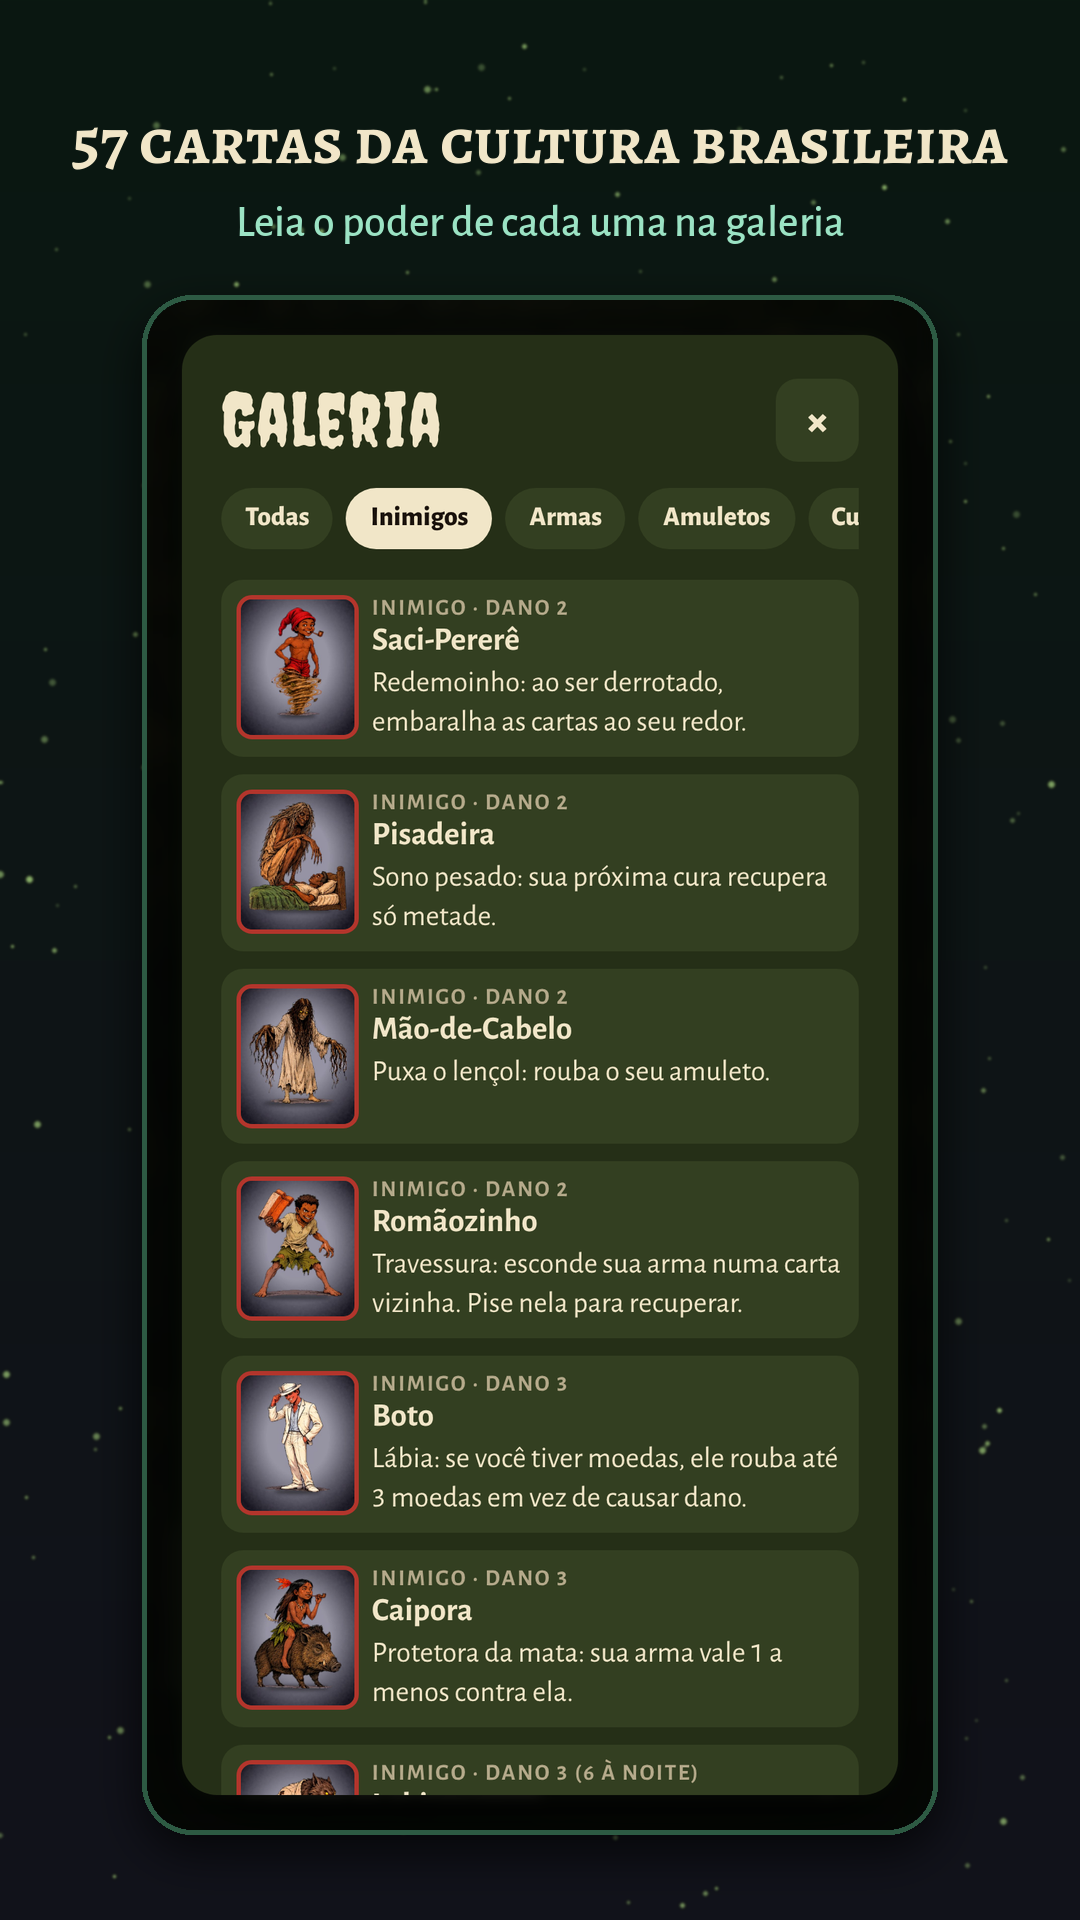 57 CARTAS DA CULTURA BRASILEIRA
Leia o poder de cada uma na galeria
GALERIA
×
Todas
Inimigos
Armas
Amuletos
Cu
INIMIGO · DANO 2
Saci-Pererê
Redemoinho: ao ser derrotado,
embaralha as cartas ao seu redor.
INIMIGO · DANO 2
Pisadeira
Sono pesado: sua próxima cura recupera
só metade.
INIMIGO · DANO 2
Mão-de-Cabelo
Puxa o lençol: rouba o seu amuleto.
INIMIGO · DANO 2
Romãozinho
Travessura: esconde sua arma numa carta
vizinha. Pise nela para recuperar.
INIMIGO · DANO 3
Boto
Lábia: se você tiver moedas, ele rouba até
3 moedas em vez de causar dano.
INIMIGO · DANO 3
Caipora
Protetora da mata: sua arma vale 1 a
menos contra ela.
INIMIGO · DANO 3 (6 À NOITE)